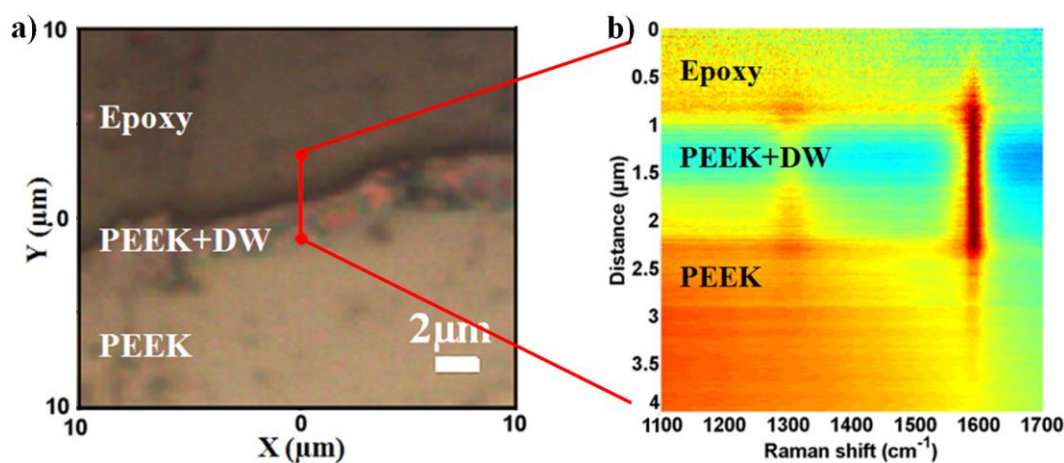 a)
10
Epoxy
Y (μm)
0
PEEK+DW
PEEK
2μm
10
10
0
10
X (μm)
b)
0
Epoxy
0.5
1
PEEK+DW
1.5
Distance (μm)
2
2.5
PEEK
3
3.5
4
1100 1200 1300 1400 1500 1600 1700
Raman shift (cm⁻¹)